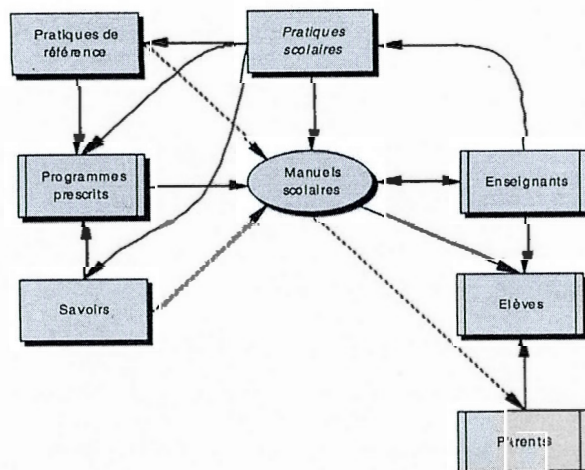 Pratiques de
référence
Pratiques
scolaires
Programmes
prescrits
Manuels
scolaires
Enseignants
Savoirs
Elèves
Parents